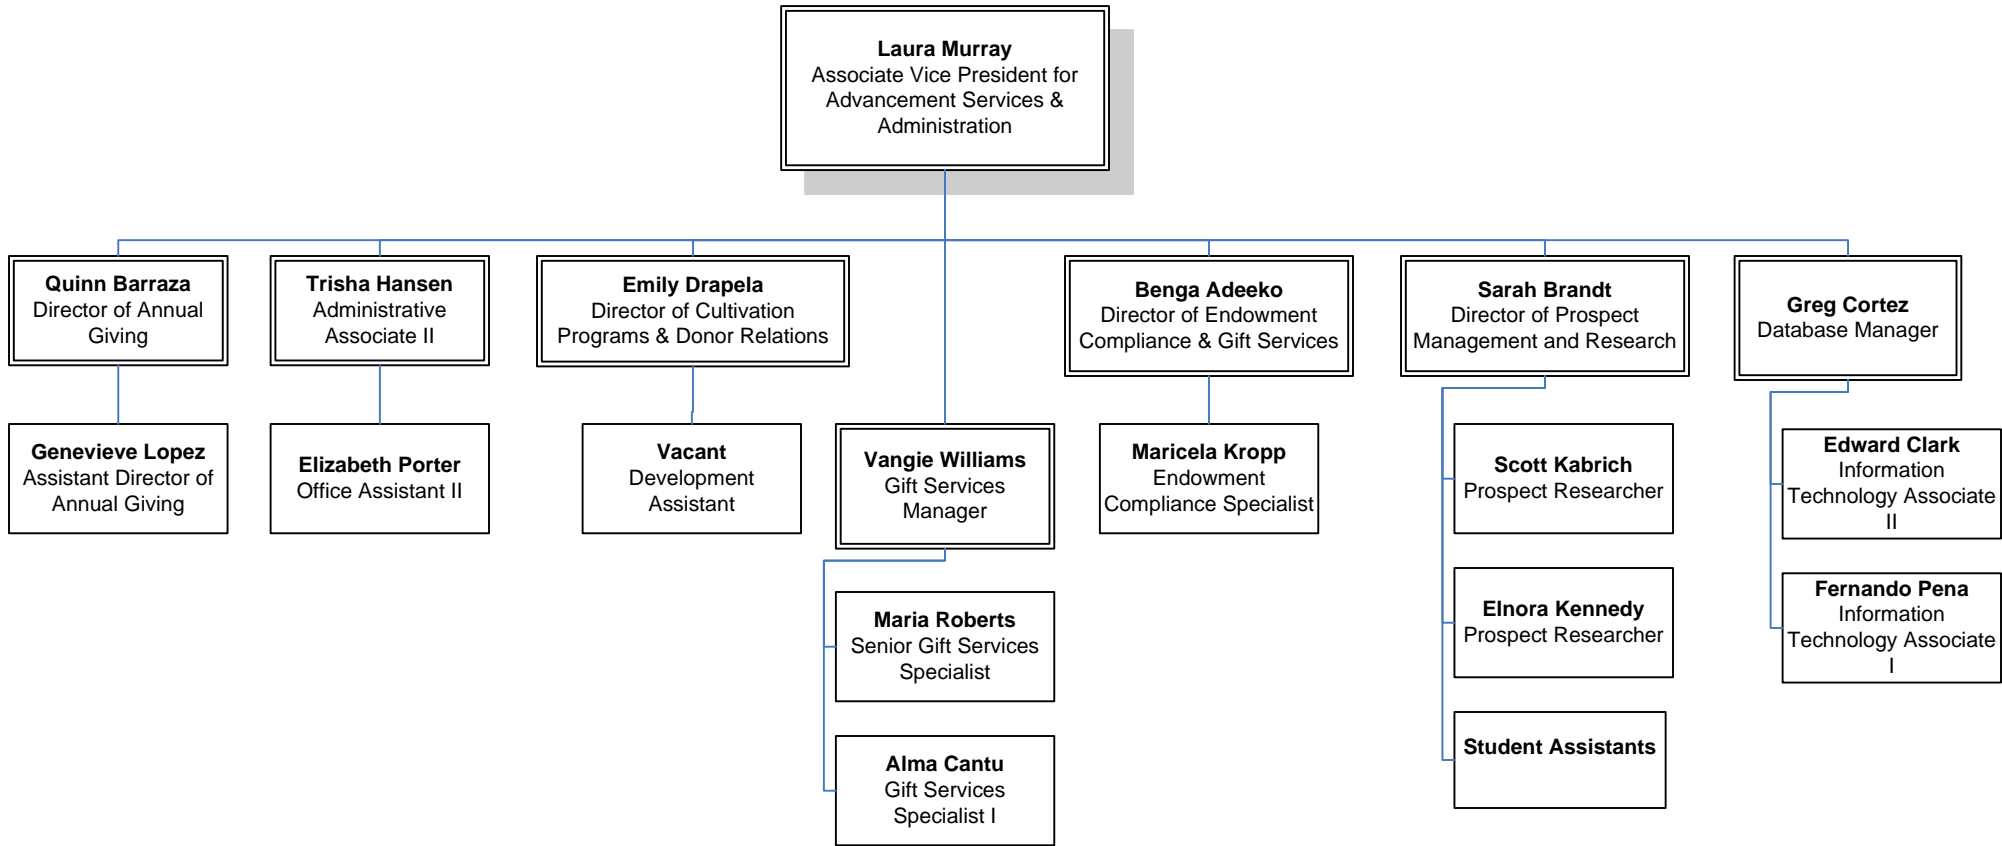 Laura Murray
Associate Vice President for
Advancement Services &
Administration
Quinn Barraza
Director of Annual
Giving
Trisha Hansen
Administrative
Associate II
Emily Drapela
Director of Cultivation
Programs & Donor Relations
Benga Adeeko
Director of Endowment
Compliance & Gift Services
Sarah Brandt
Director of Prospect
Management and Research
Greg Cortez
Database Manager
Genevieve Lopez
Assistant Director of
Annual Giving
Elizabeth Porter
Office Assistant II
Vacant
Development
Assistant
Vangie Williams
Gift Services
Manager
Maricela Kropp
Endowment
Compliance Specialist
Scott Kabrich
Prospect Researcher
Edward Clark
Information
Technology Associate
II
Maria Roberts
Senior Gift Services
Specialist
Elnora Kennedy
Prospect Researcher
Fernando Pena
Information
Technology Associate
I
Alma Cantu
Gift Services
Specialist I
Student Assistants